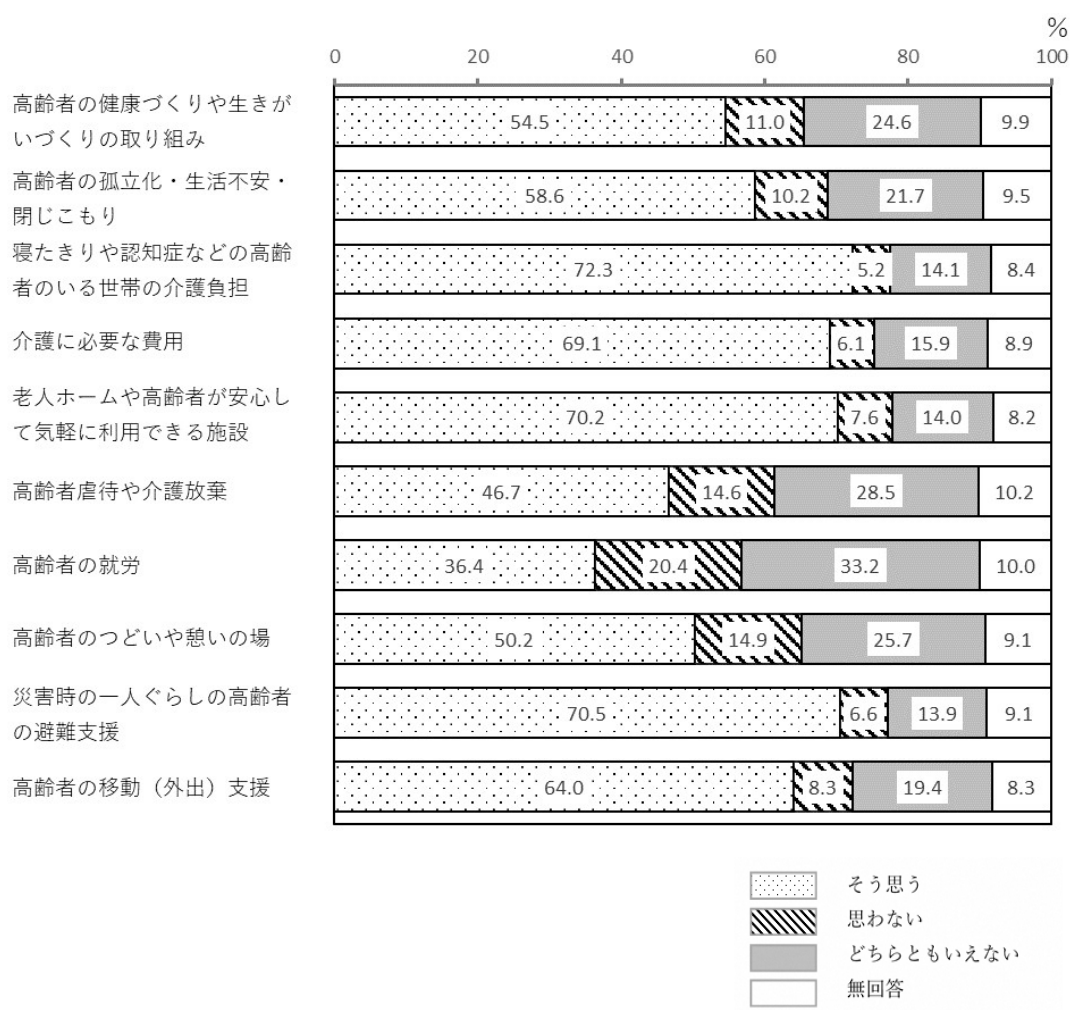 %
0 20 40 60 80 100
高齢者の健康づくりや生きが
いづくりの取り組み
54.5 11.0 24.6 9.9
高齢者の孤立化・生活不安・
閉じこもり
58.6 10.2 21.7 9.5
寝たきりや認知症などの高齢
者のいる世帯の介護負担
72.3 5.2 14.1 8.4
介護に必要な費用
69.1 6.1 15.9 8.9
老人ホームや高齢者が安心し
て気軽に利用できる施設
70.2 7.6 14.0 8.2
高齢者虐待や介護放棄
46.7 14.6 28.5 10.2
高齢者の就労
36.4 20.4 33.2 10.0
高齢者のつどいや憩いの場
50.2 14.9 25.7 9.1
災害時の一人ぐらしの高齢者
の避難支援
70.5 6.6 13.9 9.1
高齢者の移動（外出）支援
64.0 8.3 19.4 8.3
そう思う
思わない
どちらともいえない
無回答